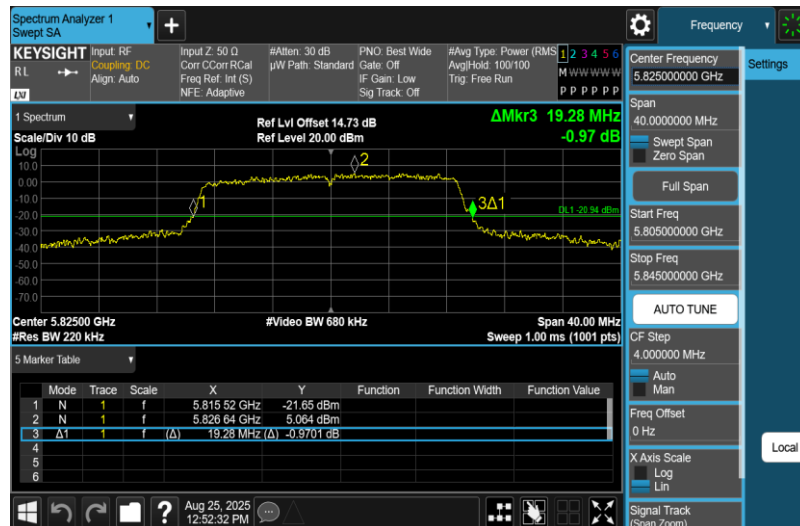 Spectrum Analyzer 1
Swept SA
+
Frequency
KEYSIGHT
RL
LXI
Input: RF
Coupling: DC
Align: Auto
Input Z: 50 Ω
Corr CCorr RCal
Freq Ref: Int (S)
NFE: Adaptive
#Atten: 30 dB
µW Path: Standard
PNO: Best Wide
Gate: Off
IF Gain: Low
Sig Track: Off
#Avg Type: Power (RMS
Avg|Hold: 100/100
Trig: Free Run
1 2 3 4 5 6
M W W W W W
P P P P P P
1 Spectrum
Scale/Div 10 dB
Ref Lvl Offset 14.73 dB
Ref Level 20.00 dBm
ΔMkr3 19.28 MHz
-0.97 dB
Log
10.0
0.00
-10.0
-20.0
-30.0
-40.0
-50.0
-60.0
-70.0
1
2
3Δ1
DL1 -20.94 dBm
Center 5.82500 GHz
#Video BW 680 kHz
Span 40.00 MHz
#Res BW 220 kHz
Sweep 1.00 ms (1001 pts)
5 Marker Table
Mode Trace Scale X Y Function Function Width Function Value
1 N 1 f 5.815 52 GHz -21.65 dBm
2 N 1 f 5.826 64 GHz 5.064 dBm
3 Δ1 1 f (Δ) 19.28 MHz (Δ) -0.9701 dB
4
5
6
Center Frequency
5.825000000 GHz
Settings
Span
40.0000000 MHz
Swept Span
Zero Span
Full Span
Start Freq
5.805000000 GHz
Stop Freq
5.845000000 GHz
AUTO TUNE
CF Step
4.000000 MHz
Auto
Man
Freq Offset
0 Hz
X Axis Scale
Log
Lin
Signal Track
(Span Zoom)
Local
?
Aug 25, 2025
12:52:32 PM